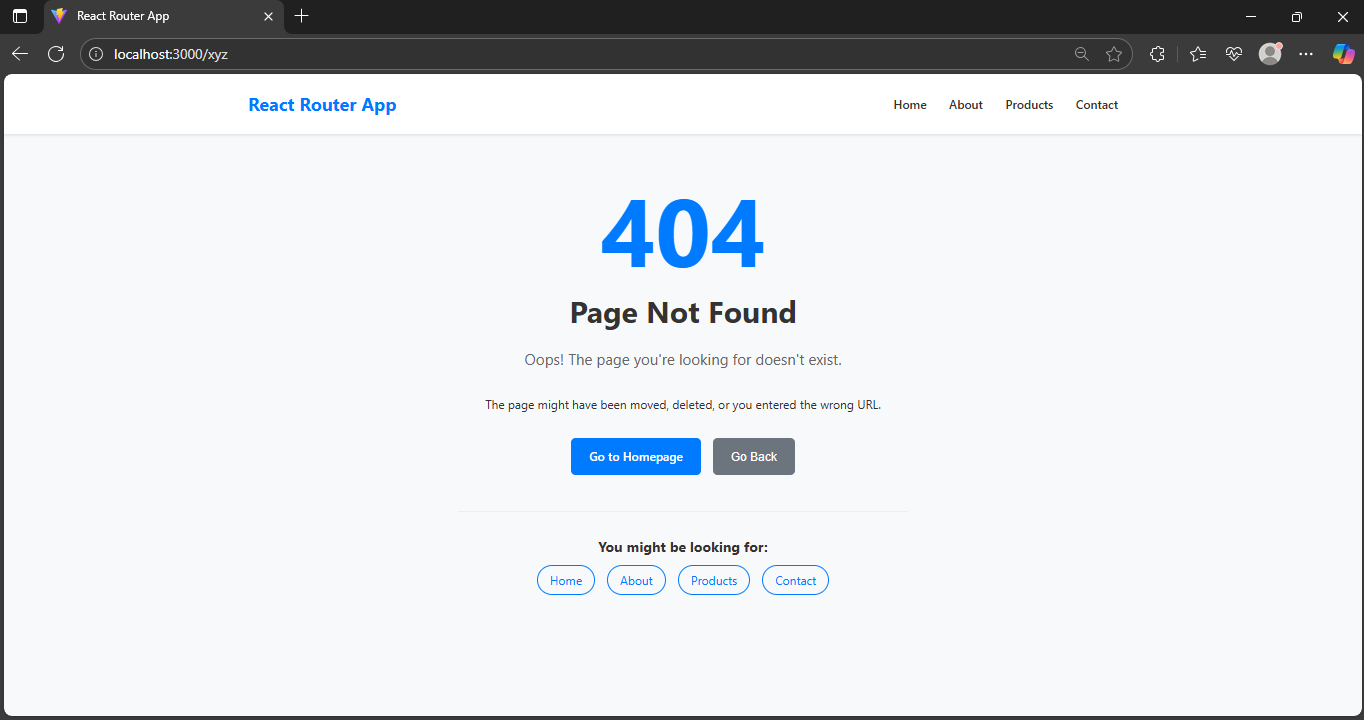 React Router App
localhost:3000/xyz
React Router App Home About Products Contact
404
Page Not Found
Oops! The page you're looking for doesn't exist.
The page might have been moved, deleted, or you entered the wrong URL.
Go to Homepage Go Back
You might be looking for:
Home About Products Contact